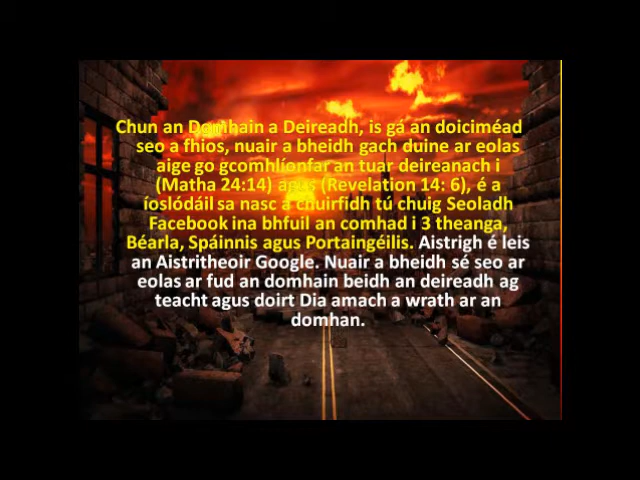 Chun an Domhain a Deireadh, is gá an doiciméad
seo a fhios, nuair a bheidh gach duine ar eolas
aige go gcomhlíonfar an tuar deireanach i
(Matha 24:14) agus (Revelation 14: 6), é a
íoslódáil sa nasc a chuirfidh tú chuig Seoladh
Facebook ina bhfuil an comhad i 3 theanga,
Béarla, Spáinnis agus Portaingéilis. Aistrigh é leis
an Aistritheoir Google. Nuair a bheidh sé seo ar
eolas ar fud an domhain beidh an deireadh ag
teacht agus doirt Dia amach a wrath ar an
domhan.